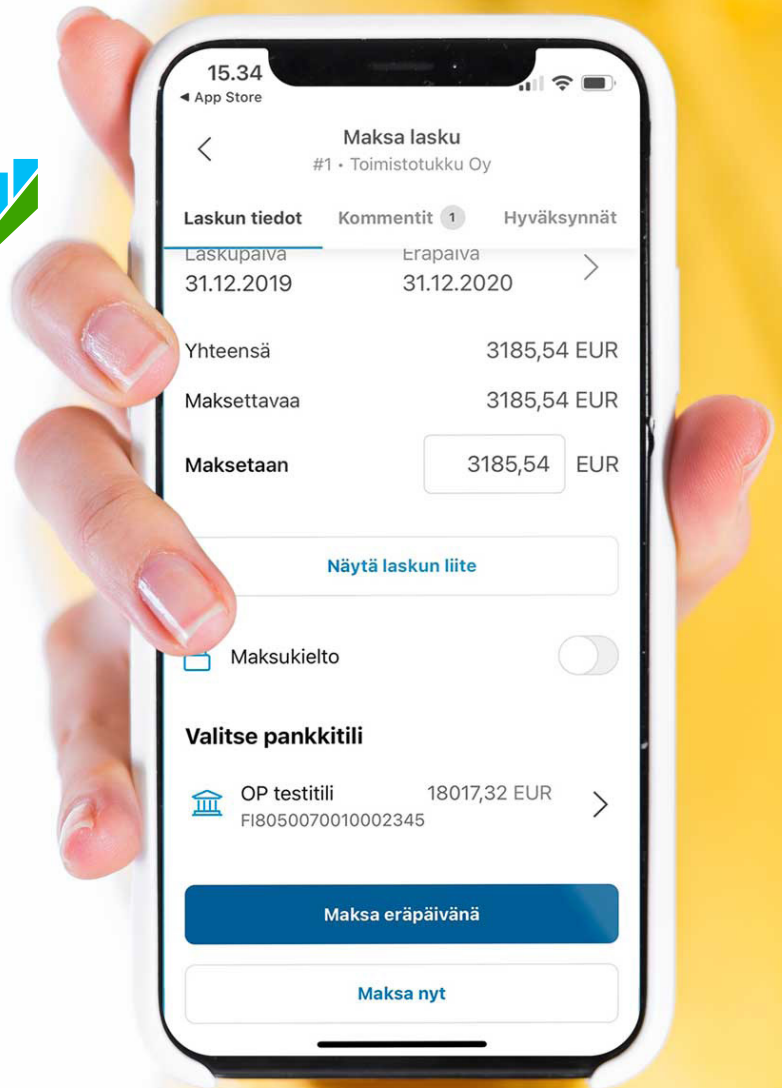 15.34
◀ App Store
Maksa lasku
#1 • Toimistotukku Oy
Laskun tiedot Kommentit 1 Hyväksynnät
Laskupäivä Eräpäivä
31.12.2019 31.12.2020
Yhteensä 3185,54 EUR
Maksettavaa 3185,54 EUR
Maksetaan 3185,54 EUR
Näytä laskun liite
Maksukielto
Valitse pankkitili
OP testitili 18017,32 EUR
FI8050070010002345
Maksa eräpäivänä
Maksa nyt